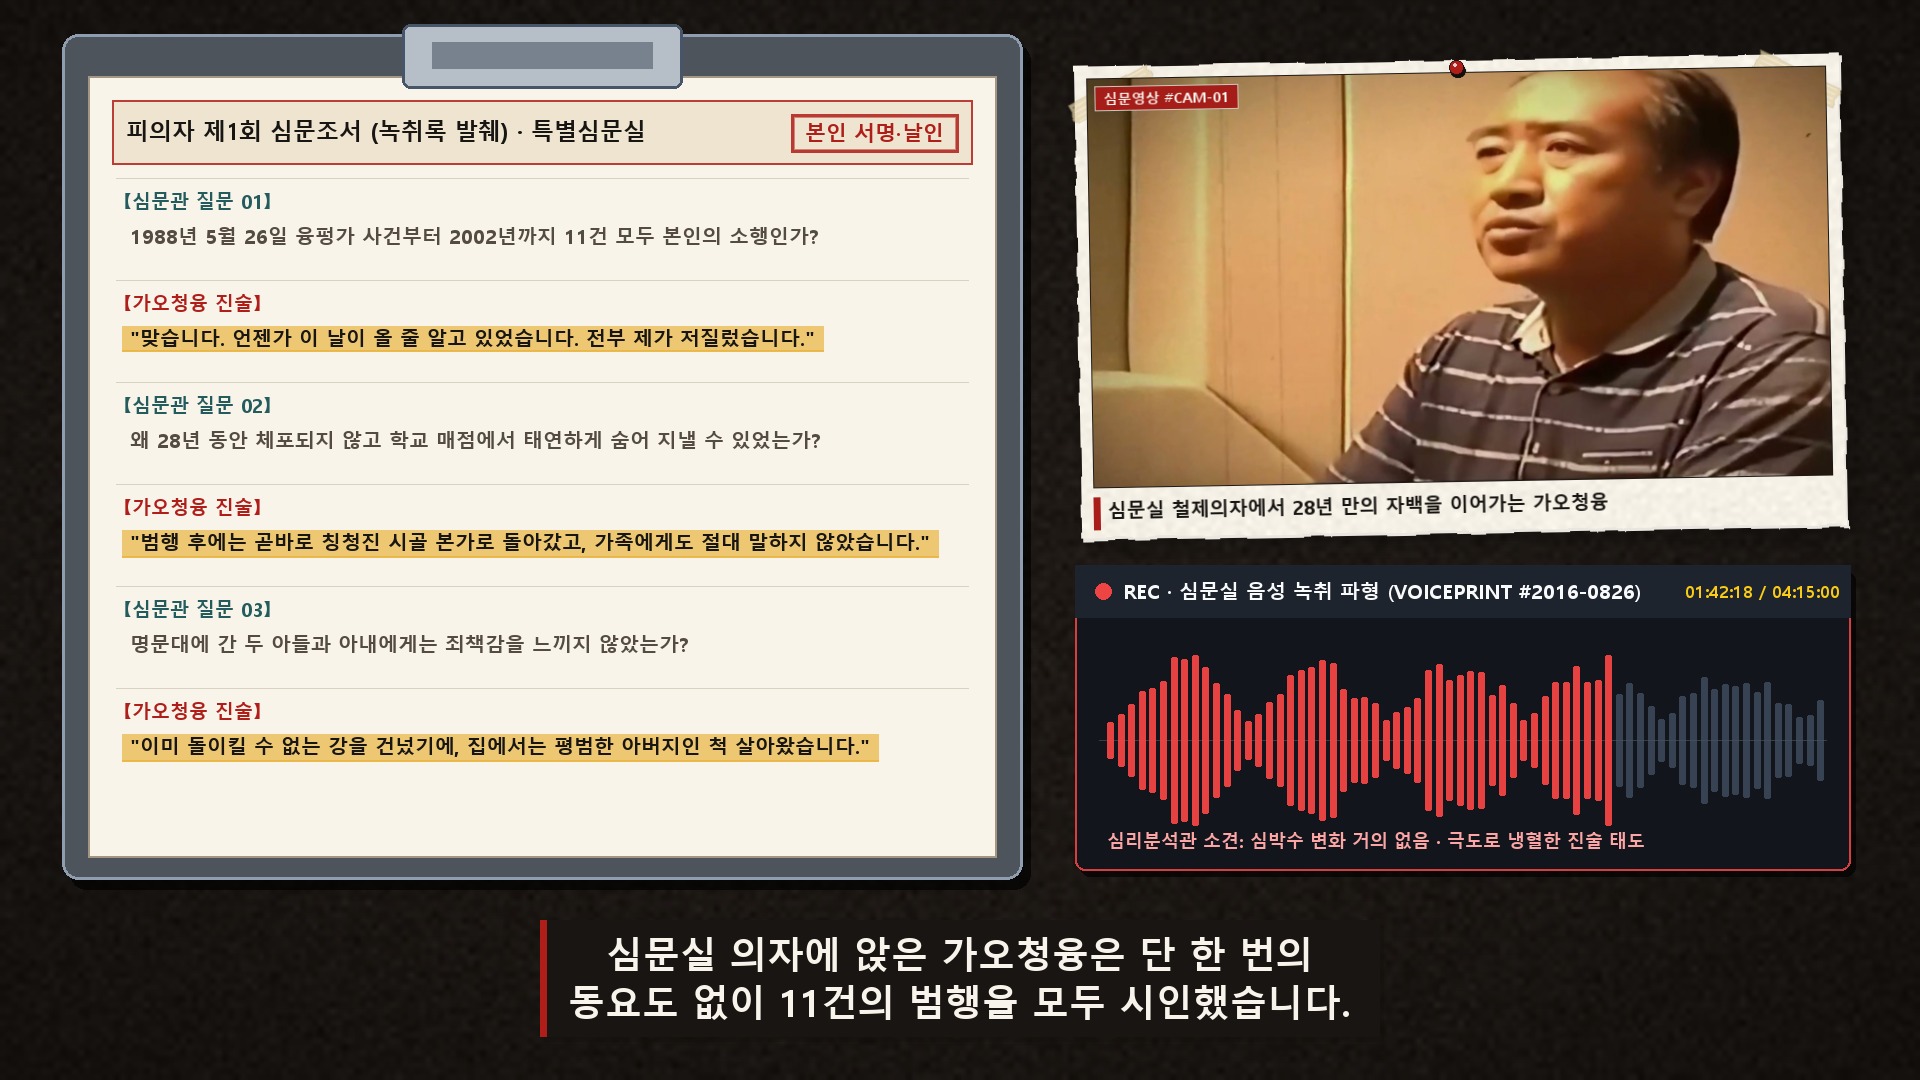 피의자 제1회 심문조서 (녹취록 발췌) · 특별심문실
본인 서명·날인
【심문관 질문 01】
1988년 5월 26일 융펑가 사건부터 2002년까지 11건 모두 본인의 소행인가?
【가오청융 진술】
"맞습니다. 언젠가 이 날이 올 줄 알고 있었습니다. 전부 제가 저질렀습니다."
【심문관 질문 02】
왜 28년 동안 체포되지 않고 학교 매점에서 태연하게 숨어 지낼 수 있었는가?
【가오청융 진술】
"범행 후에는 곧바로 칭청진 시골 본가로 돌아갔고, 가족에게도 절대 말하지 않았습니다."
【심문관 질문 03】
명문대에 간 두 아들과 아내에게는 죄책감을 느끼지 않았는가?
【가오청융 진술】
"이미 돌이킬 수 없는 강을 건넜기에, 집에서는 평범한 아버지인 척 살아왔습니다."
심문영상 #CAM-01
심문실 철제의자에서 28년 만의 자백을 이어가는 가오청융
REC · 심문실 음성 녹취 파형 (VOICEPRINT #2016-0826)
01:42:18 / 04:15:00
심리분석관 소견: 심박수 변화 거의 없음 · 극도로 냉혈한 진술 태도
심문실 의자에 앉은 가오청융은 단 한 번의
동요도 없이 11건의 범행을 모두 시인했습니다.